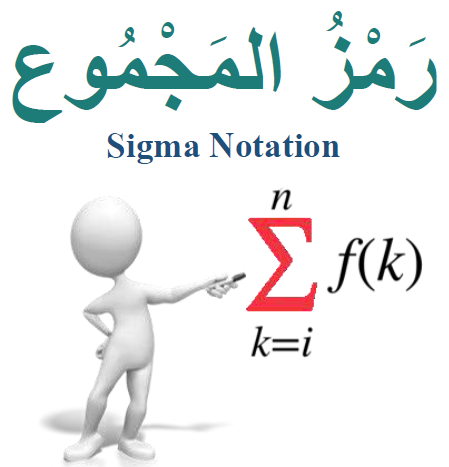 رَمْزُ المَجْمُوع
Sigma Notation
n
∑ f(k)
k=i